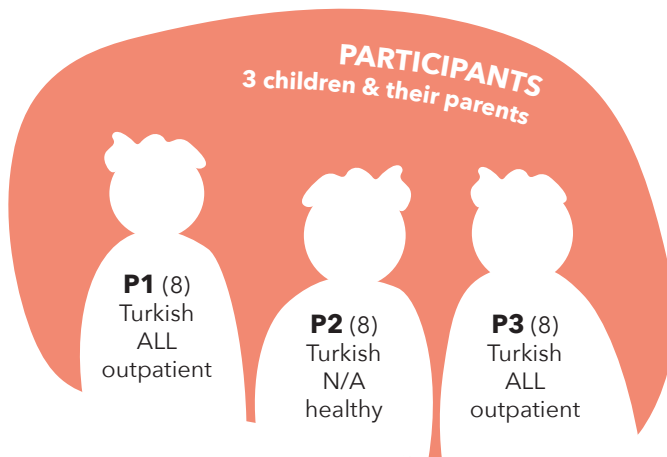 PARTICIPANTS
3 children & their parents
P1 (8)
Turkish
ALL
outpatient
P2 (8)
Turkish
N/A
healthy
P3 (8)
Turkish
ALL
outpatient